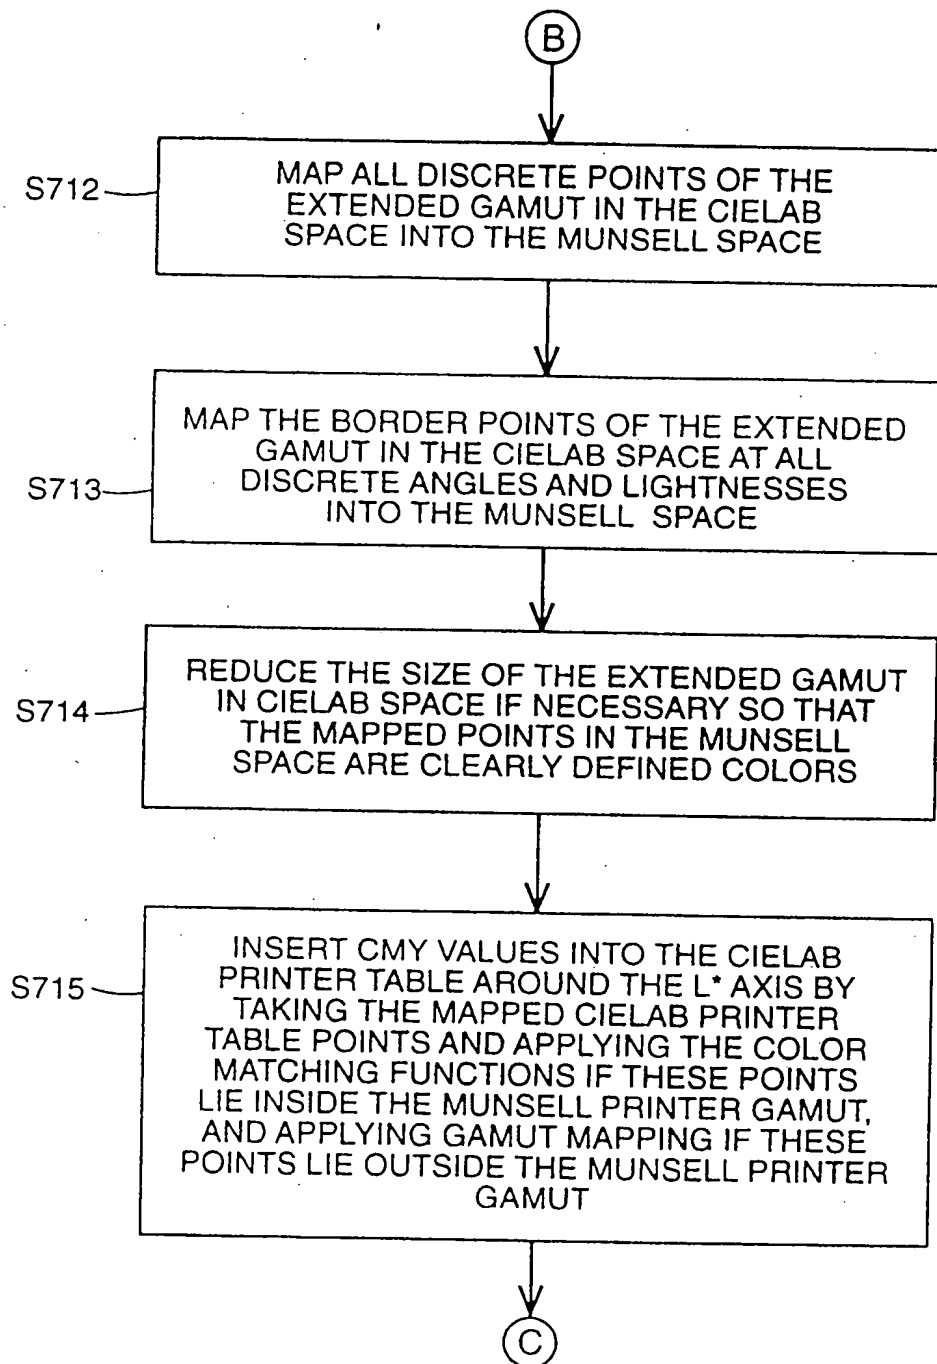 B
S712
MAP ALL DISCRETE POINTS OF THE
EXTENDED GAMUT IN THE CIELAB
SPACE INTO THE MUNSELL SPACE
S713
MAP THE BORDER POINTS OF THE EXTENDED
GAMUT IN THE CIELAB SPACE AT ALL
DISCRETE ANGLES AND LIGHTNESSES
INTO THE MUNSELL SPACE
S714
REDUCE THE SIZE OF THE EXTENDED GAMUT
IN CIELAB SPACE IF NECESSARY SO THAT
THE MAPPED POINTS IN THE MUNSELL
SPACE ARE CLEARLY DEFINED COLORS
S715
INSERT CMY VALUES INTO THE CIELAB
PRINTER TABLE AROUND THE L* AXIS BY
TAKING THE MAPPED CIELAB PRINTER
TABLE POINTS AND APPLYING THE COLOR
MATCHING FUNCTIONS IF THESE POINTS
LIE INSIDE THE MUNSELL PRINTER GAMUT,
AND APPLYING GAMUT MAPPING IF THESE
POINTS LIE OUTSIDE THE MUNSELL PRINTER
GAMUT
C